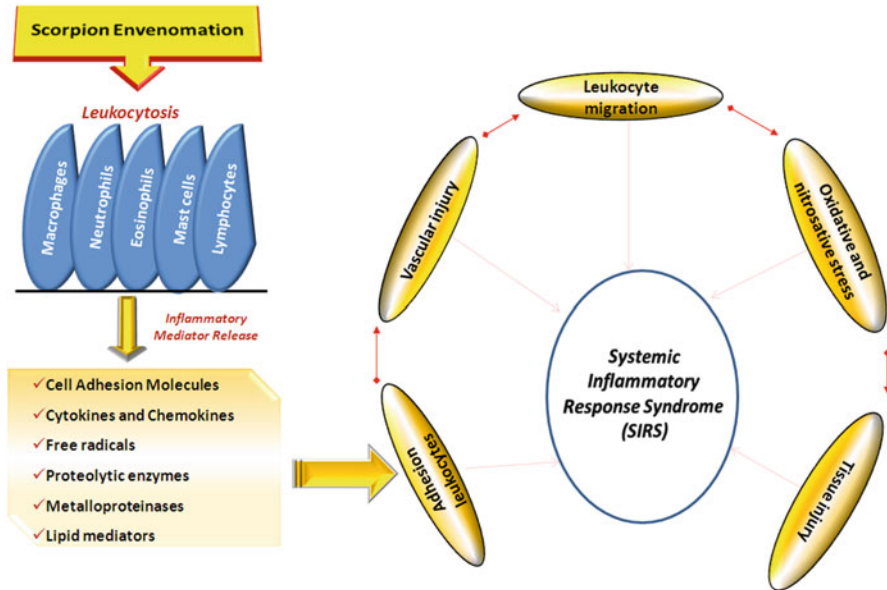 Scorpion Envenomation
Leukocytosis
Macrophages
Neutrophils
Eosinophils
Mast cells
Lymphocytes
Inflammatory
Mediator Release
✓Cell Adhesion Molecules
✓Cytokines and Chemokines
✓Free radicals
✓Proteolytic enzymes
✓Metalloproteinases
✓Lipid mediators
Adhesion
leukocytes
Vascular injury
Leukocyte
migration
Oxidative and
nitrosative stress
Tissue injury
Systemic
Inflammatory
Response Syndrome
(SIRS)